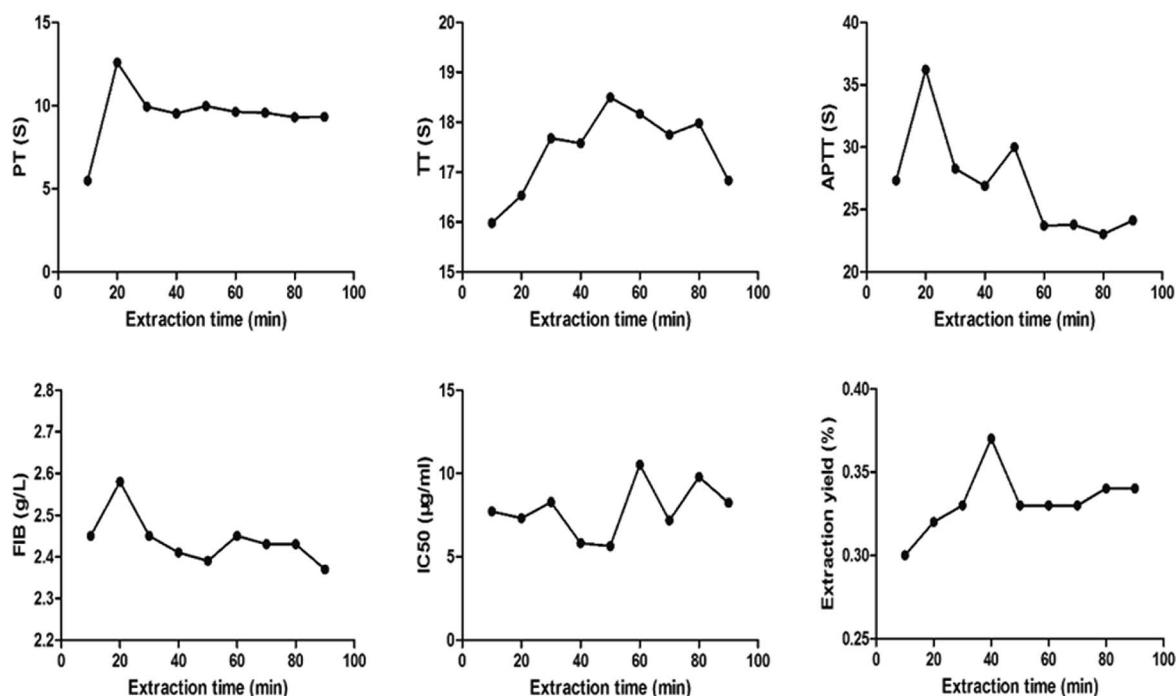 PT (S)
15
10
5
0
0 20 40 60 80 100
Extraction time (min)
TT (S)
20
19
18
17
16
15
0 20 40 60 80 100
Extraction time (min)
APTT (S)
40
35
30
25
20
0 20 40 60 80 100
Extraction time (min)
FIB (g/L)
2.8
2.7
2.6
2.5
2.4
2.3
2.2
0 20 40 60 80 100
Extraction time (min)
IC50 (μg/ml)
15
10
5
0
0 20 40 60 80 100
Extraction time (min)
Extraction yield (%)
0.40
0.35
0.30
0.25
0 20 40 60 80 100
Extraction time (min)